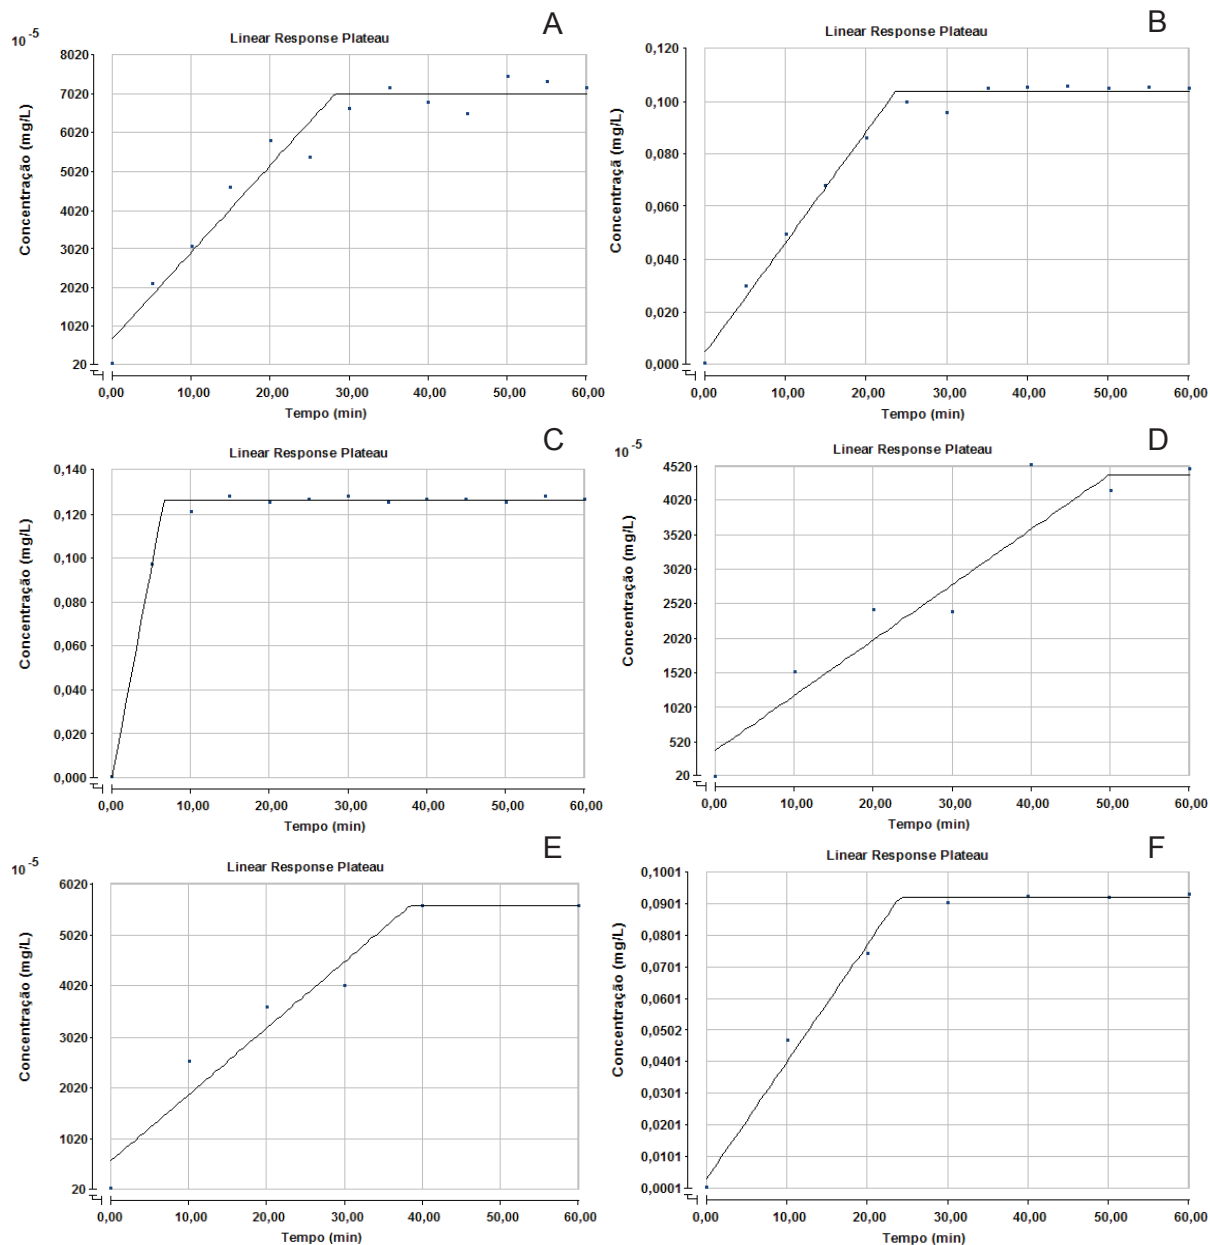 A
10⁻⁵
Linear Response Plateau
Concentração (mg/L)
8020
7020
6020
5020
4020
3020
2020
1020
20
0,00 10,00 20,00 30,00 40,00 50,00 60,00
Tempo (min)
B
Linear Response Plateau
Concentraçã (mg/L)
0,120
0,100
0,080
0,060
0,040
0,020
0,000
0,00 10,00 20,00 30,00 40,00 50,00 60,00
Tempo (min)
C
Linear Response Plateau
Concentração (mg/L)
0,140
0,120
0,100
0,080
0,060
0,040
0,020
0,000
0,00 10,00 20,00 30,00 40,00 50,00 60,00
Tempo (min)
D
10⁻⁵
Linear Response Plateau
Concentração (mg/L)
4520
4020
3520
3020
2520
2020
1520
1020
520
20
0,00 10,00 20,00 30,00 40,00 50,00 60,00
Tempo (min)
E
10⁻⁵
Linear Response Plateau
Concentração (mg/L)
6020
5020
4020
3020
2020
1020
20
0,00 10,00 20,00 30,00 40,00 50,00 60,00
Tempo (min)
F
Linear Response Plateau
Concentração (mg/L)
0,1001
0,0901
0,0801
0,0701
0,0601
0,0502
0,0401
0,0301
0,0201
0,0101
0,0001
0,00 10,00 20,00 30,00 40,00 50,00 60,00
Tempo (min)